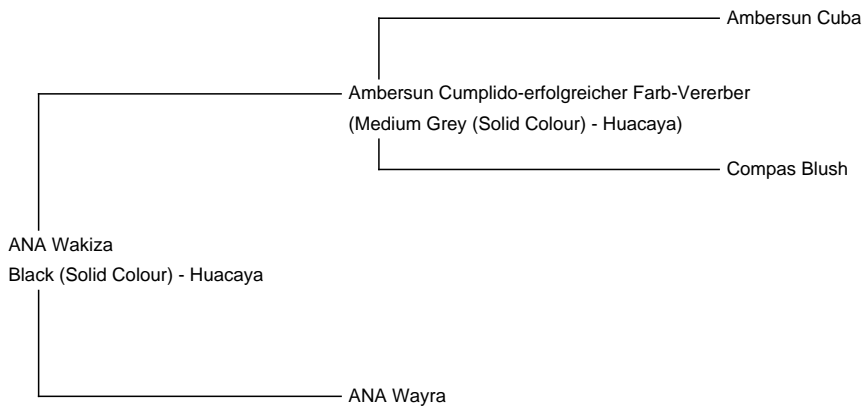 Ambersun Cuba
Ambersun Cumplido-erfolgreicher Farb-Vererber
(Medium Grey (Solid Colour) - Huacaya)
Compas Blush
ANA Wakiza
Black (Solid Colour) - Huacaya
ANA Wayra